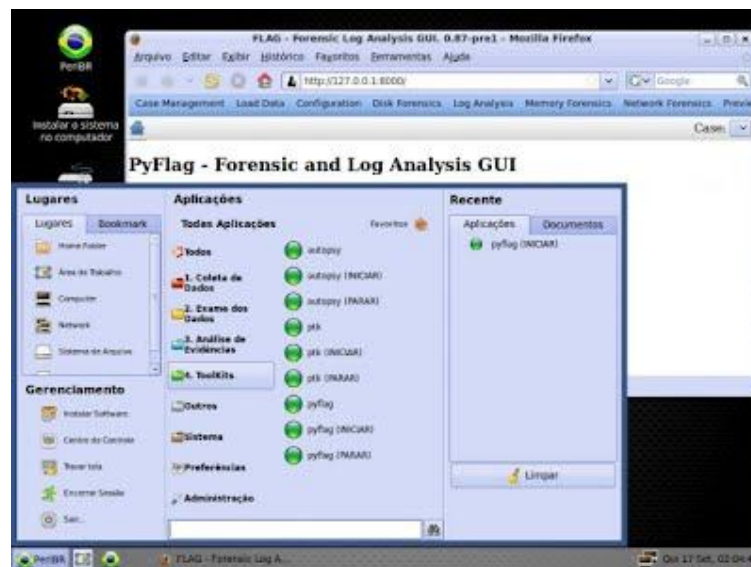 FLAG - Forensic Log Analysis GUI. 0.87-pre1 - Mozilla Firefox
Arquivo Editar Exibir Histórico Favoritos Ferramentas Ajuda
http://127.0.0.1:8000/
Google
Case Management Load Data Configuration Disk Forensics Log Analysis Memory Forensics Network Forensics
Case:
PyFlag - Forensic and Log Analysis GUI
PeriBR
Instalar o sistema
no computador
Lugares
Lugares Bookmark
Home Folder
Área de Trabalho
Computer
Network
Sistema de Arquivo
Gerenciamento
Instalar Software
Centro de Controle
Travar tela
Encerrar Sessão
Sair...
Aplicações
Todas Aplicações Favoritos
Todos
1. Coleta de
Dados
2. Exame dos
Dados
3. Análise de
Evidências
4. ToolKits
Outros
Sistema
Preferências
Administração
autopsy
autopsy (INICIAR)
autopsy (PARAR)
ptk
ptk (INICIAR)
ptk (PARAR)
pyflag
pyflag (INICIAR)
pyflag (PARAR)
Recente
Aplicações Documentos
pyflag (INICIAR)
Limpar
PeriBR
FLAG - Forensic Log A...
Qui 17 Set, 02:04